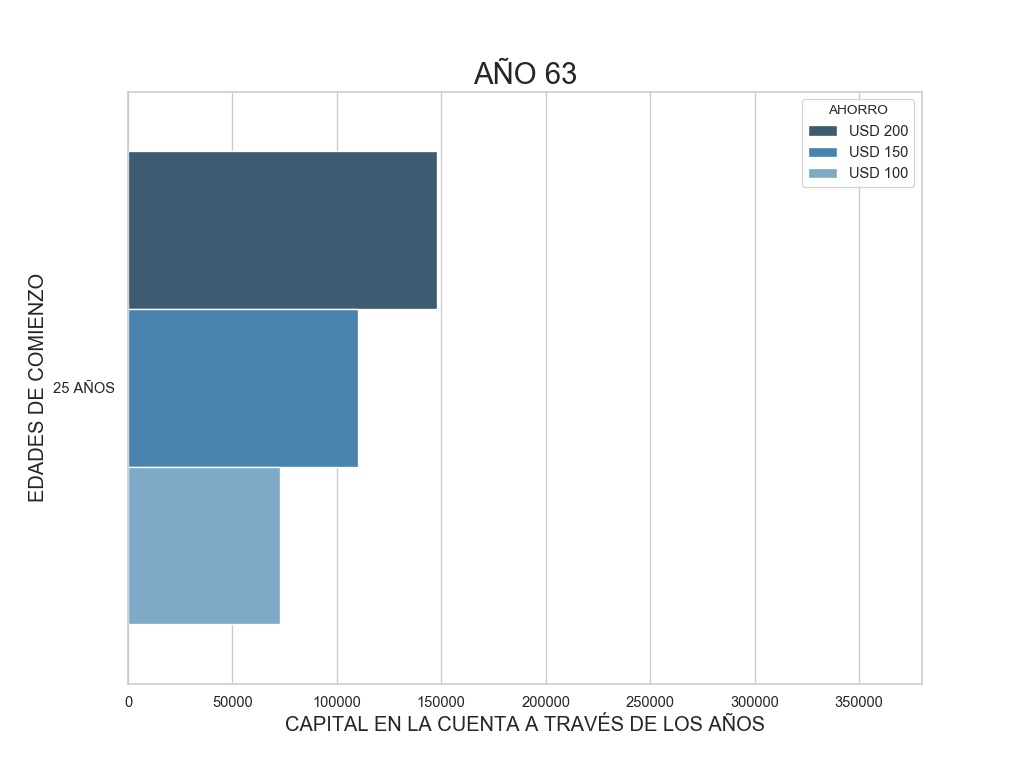 AÑO 63
AHORRO
USD 200
USD 150
USD 100
EDADES DE COMIENZO
25 AÑOS
0 50000 100000 150000 200000 250000 300000 350000
CAPITAL EN LA CUENTA A TRAVÉS DE LOS AÑOS